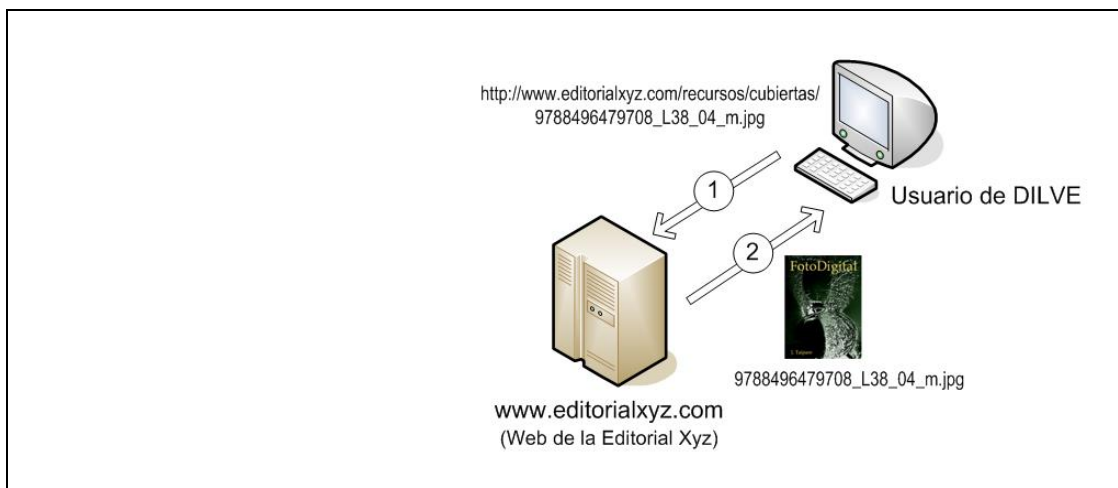 http://www.editorialxyz.com/recursos/cubiertas/
9788496479708_L38_04_m.jpg
1
Usuario de DILVE
2
FotoDigital
9788496479708_L38_04_m.jpg
www.editorialxyz.com
(Web de la Editorial Xyz)